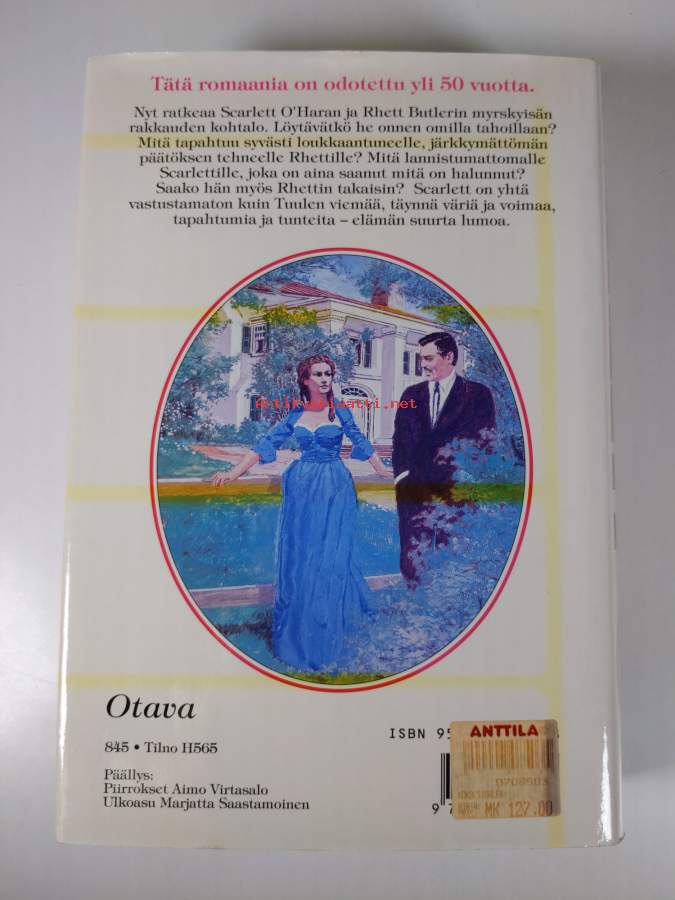 Tätä romaania on odotettu yli 50 vuotta.
Nyt ratkeaa Scarlett O'Haran ja Rhett Butlerin myrskyisän
rakkauden kohtalo. Löytävätkö he onnen omilla tahoillaan?
Mitä tapahtuu syvästi loukkaantuneelle, järkkymättömän
päätöksen tehneelle Rhettille? Mitä lannistumattomalle
Scarlettille, joka on aina saanut mitä on halunnut?
Saako hän myös Rhettin takaisin? Scarlett on yhtä
vastustamaton kuin Tuulen viemää, täynnä väriä ja voimaa,
tapahtumia ja tunteita – elämän suurta lumoa.
Antikvariaatti.net
Otava
845 • Tilno H565
Päällys:
Piirrokset Aimo Virtasalo
Ulkoasu Marjatta Saastamoinen
ISBN 95
ANTTILA
MK 127.00
9 7